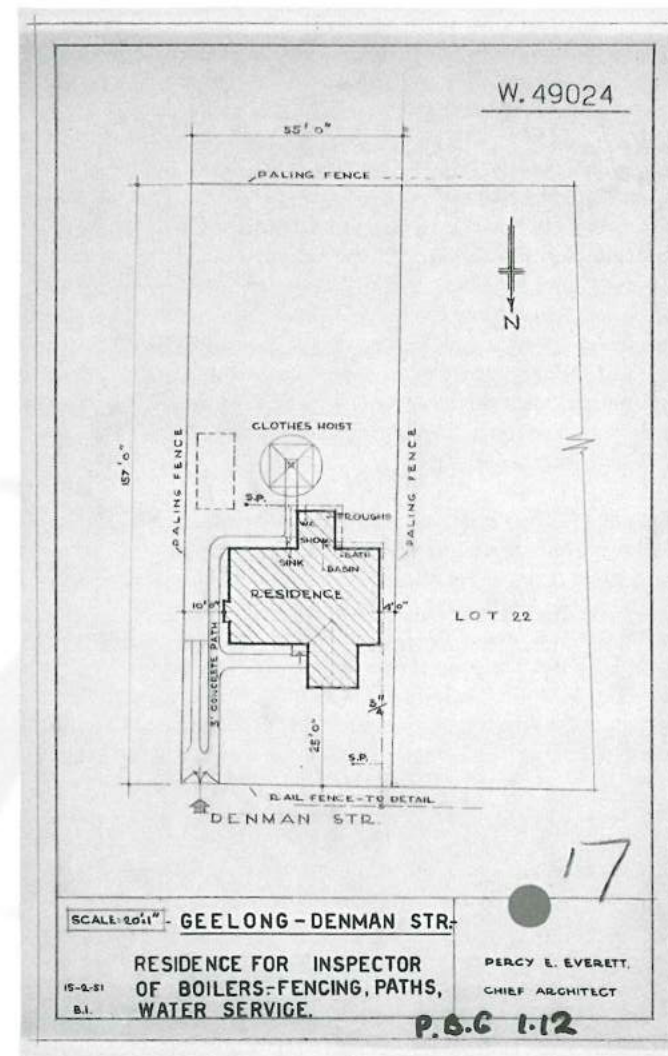 W. 49024
55' 0"
PALING FENCE
N
157' 0"
PALING FENCE
CLOTHES HOIST
PALING FENCE
S.P.
TROUGHS
W.C.
SHOW
SINK
BATH
BASIN
RESIDENCE
10' 0"
4' 0"
LOT 22
3' CONCRETE PATH
25' 0"
S.P.
RAIL FENCE-TO DETAIL
DENMAN STR.
17
SCALE: 20'=1" - GEELONG-DENMAN STR-
RESIDENCE FOR INSPECTOR
OF BOILERS:-FENCING, PATHS,
WATER SERVICE.
15-2-51
B.I.
PERCY E. EVERETT.
CHIEF ARCHITECT
P.B.G 1.12